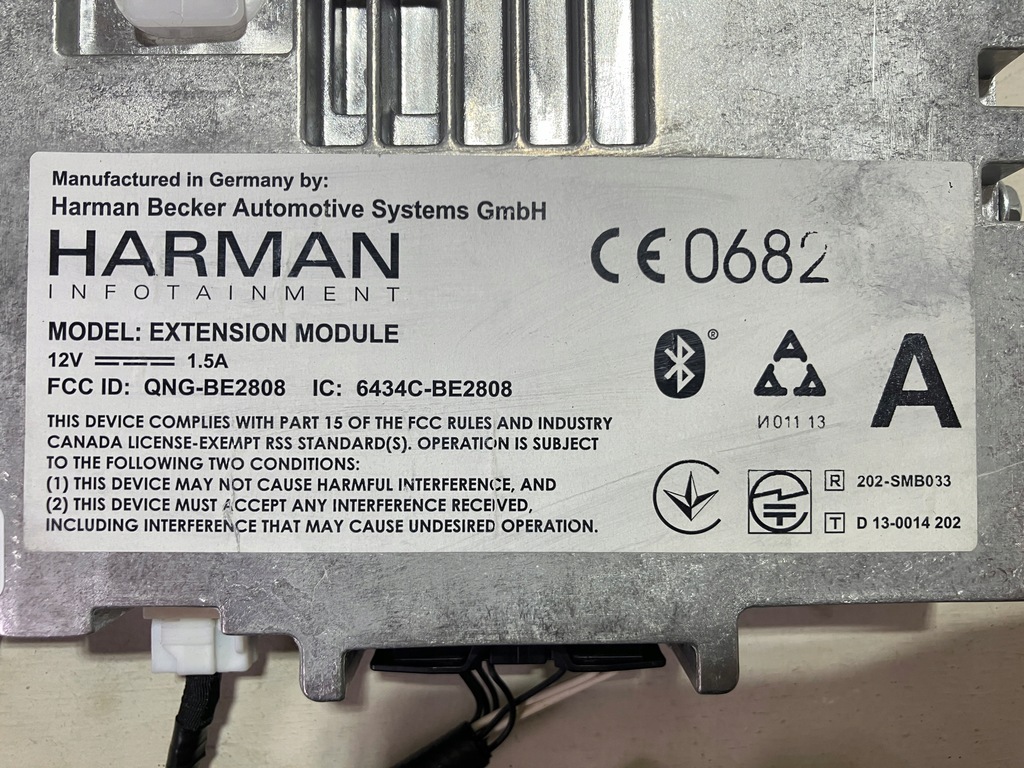 Manufactured in Germany by:
Harman Becker Automotive Systems GmbH
HARMAN
INFOTAINMENT
MODEL: EXTENSION MODULE
12V 1.5A
FCC ID: QNG-BE2808 IC: 6434C-BE2808
THIS DEVICE COMPLIES WITH PART 15 OF THE FCC RULES AND INDUSTRY
CANADA LICENSE-EXEMPT RSS STANDARD(S). OPERATION IS SUBJECT
TO THE FOLLOWING TWO CONDITIONS:
(1) THIS DEVICE MAY NOT CAUSE HARMFUL INTERFERENCE, AND
(2) THIS DEVICE MUST ACCEPT ANY INTERFERENCE RECEIVED,
INCLUDING INTERFERENCE THAT MAY CAUSE UNDESIRED OPERATION.
CE 0682
®
A
И011 13
R 202-SMB033
T D 13-0014 202